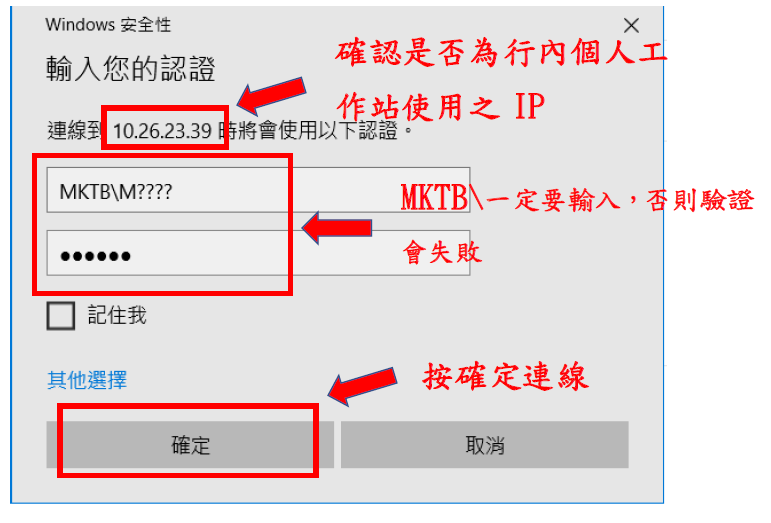 Windows 安全性
輸入您的認證
確認是否為行內個人工
作站使用之 IP
連線到 10.26.23.39 時將會使用以下認證。
MKTB\M????
MKTB\一定要輸入，否則驗證
會失敗
●●●●●●
記住我
其他選擇
按確定連線
確定
取消